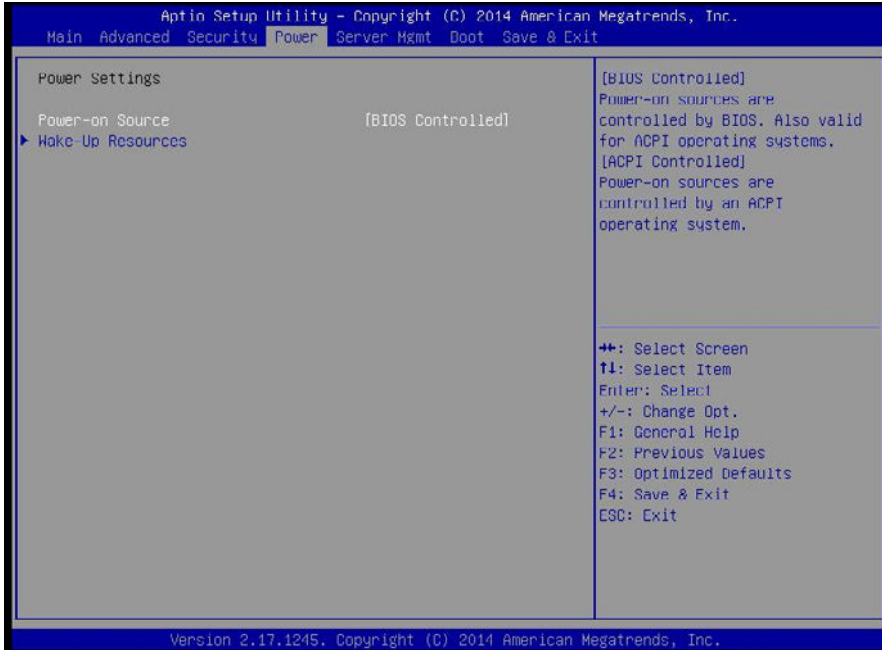 Aptio Setup Utility - Copyright (C) 2014 American Megatrends, Inc.
Main Advanced Security Power Server Mgmt Boot Save & Exit
Power Settings
Power-on Source [BIOS Controlled]
Wake-Up Resources
[BIOS Controlled]
Power-on sources are
controlled by BIOS. Also valid
for ACPI operating systems.
[ACPI Controlled]
Power-on sources are
controlled by an ACPI
operating system.
→←: Select Screen
↑↓: Select Item
Enter: Select
+/-: Change Opt.
F1: General Help
F2: Previous Values
F3: Optimized Defaults
F4: Save & Exit
ESC: Exit
Version 2.17.1245. Copyright (C) 2014 American Megatrends, Inc.